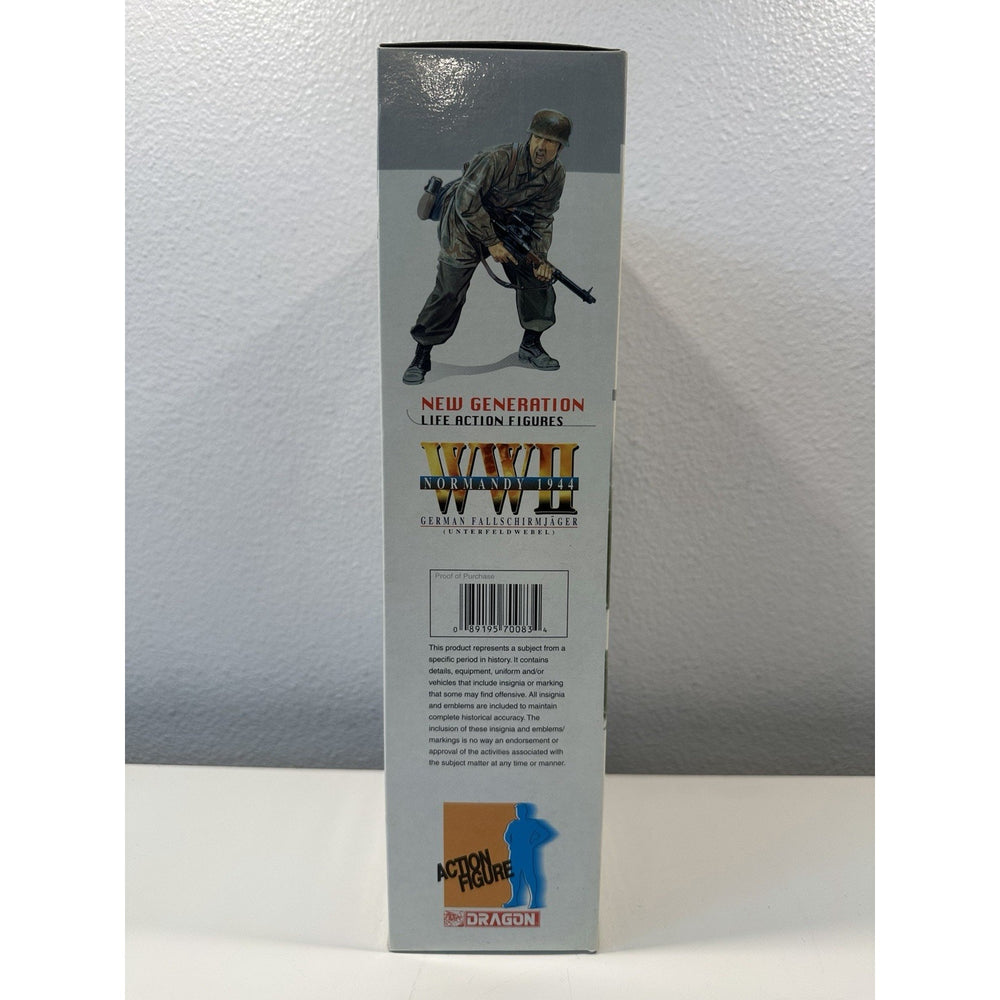 NEW GENERATION
LIFE ACTION FIGURES
WWII
NORMANDY 1944
GERMAN FALLSCHIRMJÄGER
(UNTERFELDWEBEL)
Proof of Purchase
0 89195 70083 4
This product represents a subject from a
specific period in history. It contains
details, equipment, uniform and/or
vehicles that include insignia or marking
that some may find offensive. All insignia
and emblems are included to maintain
complete historical accuracy. The
inclusion of these insignia and emblems/
markings is no way an endorsement or
approval of the activities associated with
the subject matter at any time or manner.
ACTION
FIGURE
DRAGON